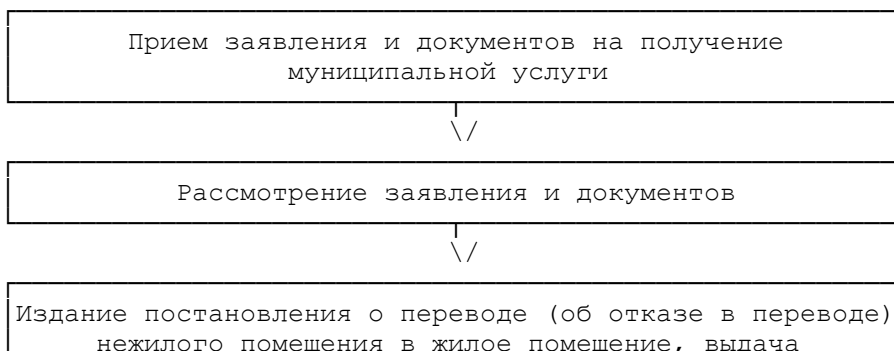 Прием заявления и документов на получение
муниципальной услуги
\/
Рассмотрение заявления и документов
\/
Издание постановления о переводе (об отказе в переводе)
нежилого помещения в жилое помещение, выдача